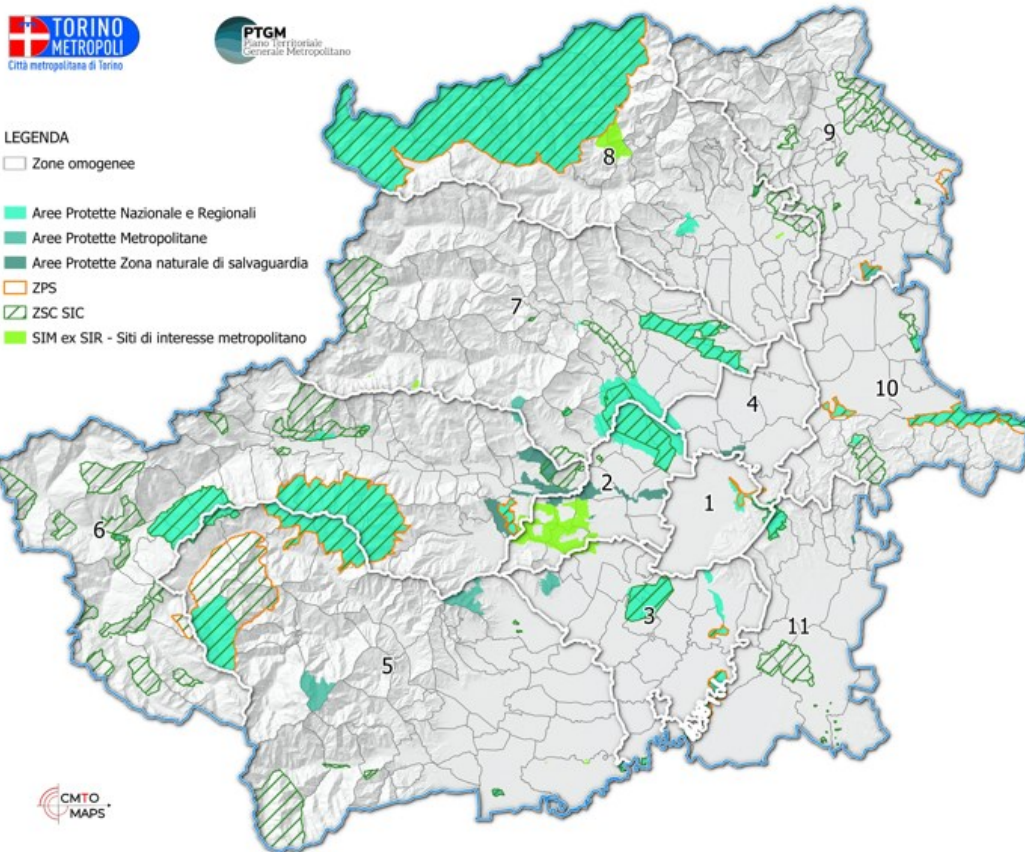 TORINO
METROPOLI
Città metropolitana di Torino
PTGM
Piano Territoriale
Generale Metropolitano
LEGENDA
Zone omogenee
Aree Protette Nazionale e Regionali
Aree Protette Metropolitane
Aree Protette Zona naturale di salvaguardia
ZPS
ZSC SIC
SIM ex SIR - Siti di interesse metropolitano
8
9
7
10
4
2
1
6
3
11
5
CMTO
MAPS